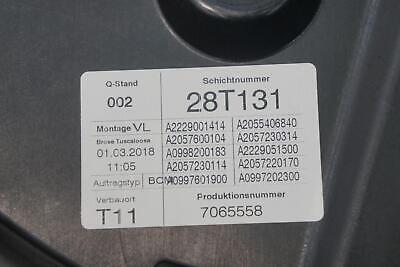 Q-Stand
Schichtnummer
002
28T131
Montage VL
A2229001414
A2055406840
Brose Tuscaloosa
A2057600104
A2057230314
01.03.2018
A0998200183
A2229051500
11:05
A2057230114
A2057220170
Auftragstyp
BCM
A0997601900
A0997202300
Verbauort
Produktionsnummer
T11
7065558